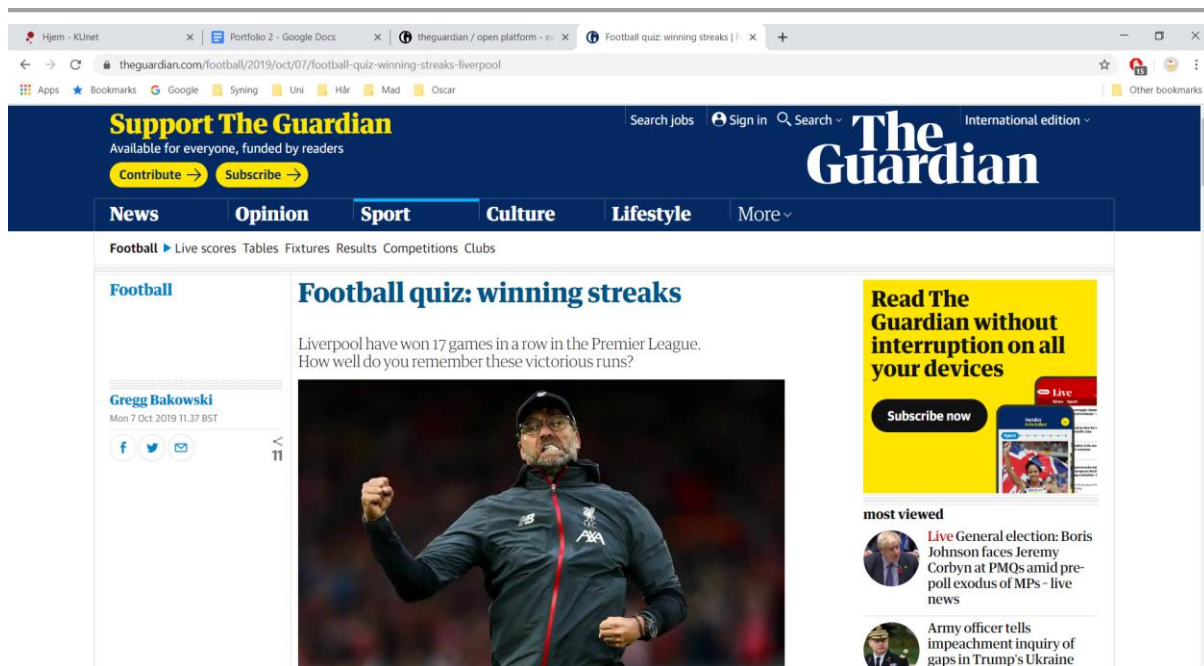 Hjem - KUnet
Portfolio 2 - Google Docs
theguardian / open platform - ex
Football quiz: winning streaks | F
theguardian.com/football/2019/oct/07/football-quiz-winning-streaks-liverpool
15
Apps Bookmarks Google Syning Uni Hår Mad Oscar Other bookmarks
Support The Guardian
Available for everyone, funded by readers
Contribute → Subscribe →
Search jobs Sign in Search International edition
The
Guardian
News Opinion Sport Culture Lifestyle More
Football Live scores Tables Fixtures Results Competitions Clubs
Football
Football quiz: winning streaks
Liverpool have won 17 games in a row in the Premier League.
How well do you remember these victorious runs?
Gregg Bakowski
Mon 7 Oct 2019 11.37 BST
11
AXA
Read The
Guardian without
interruption on all
your devices
Subscribe now
Live
most viewed
Live General election: Boris
Johnson faces Jeremy
Corbyn at PMQs amid pre-
poll exodus of MPs – live
news
Army officer tells
impeachment inquiry of
gaps in Trump's Ukraine